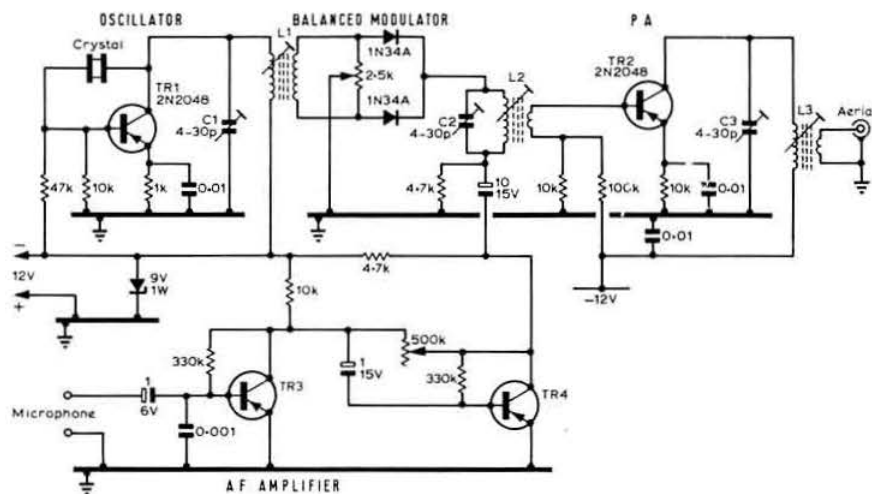 OSCILLATOR BALANCED MODULATOR PA
Crystal
L1
1N34A
TR1
2N2048
2·5k
L2
TR2
2N2048
1N34A
C1
4-30p
C2
4-30p
C3
4-30p
L3
Aerial
47k
10k
1k
0·01
4·7k
10
15V
10k
100k
10k
0·01
0·01
−
12V
+
9V
1W
4·7k
10k
-12V
330k
1
15V
500k
330k
TR3
TR4
1
6V
Microphone
0·001
AF AMPLIFIER